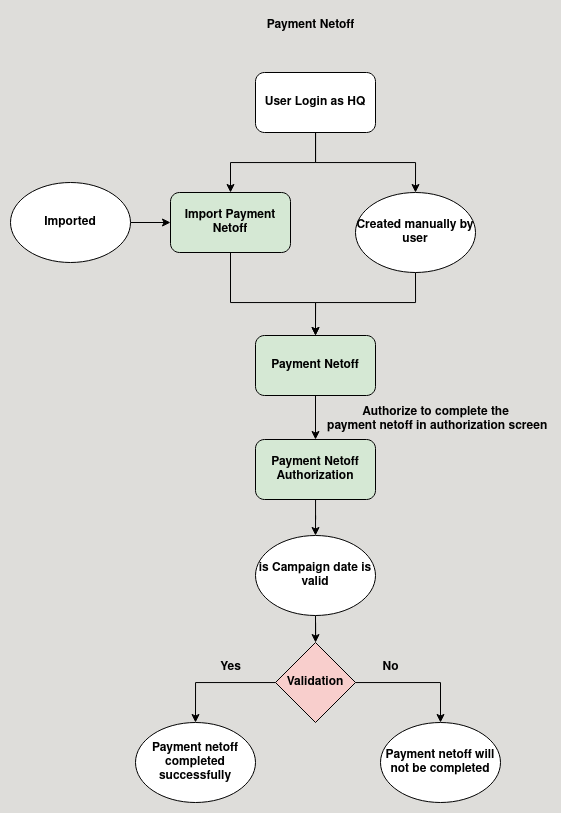 Payment Netoff
User Login as HQ
Imported
Import Payment
Netoff
Created manually by
user
Payment Netoff
Authorize to complete the
payment netoff in authorization screen
Payment Netoff
Authorization
is Campaign date is
valid
Yes
Validation
No
Payment netoff
completed
successfully
Payment netoff will
not be completed